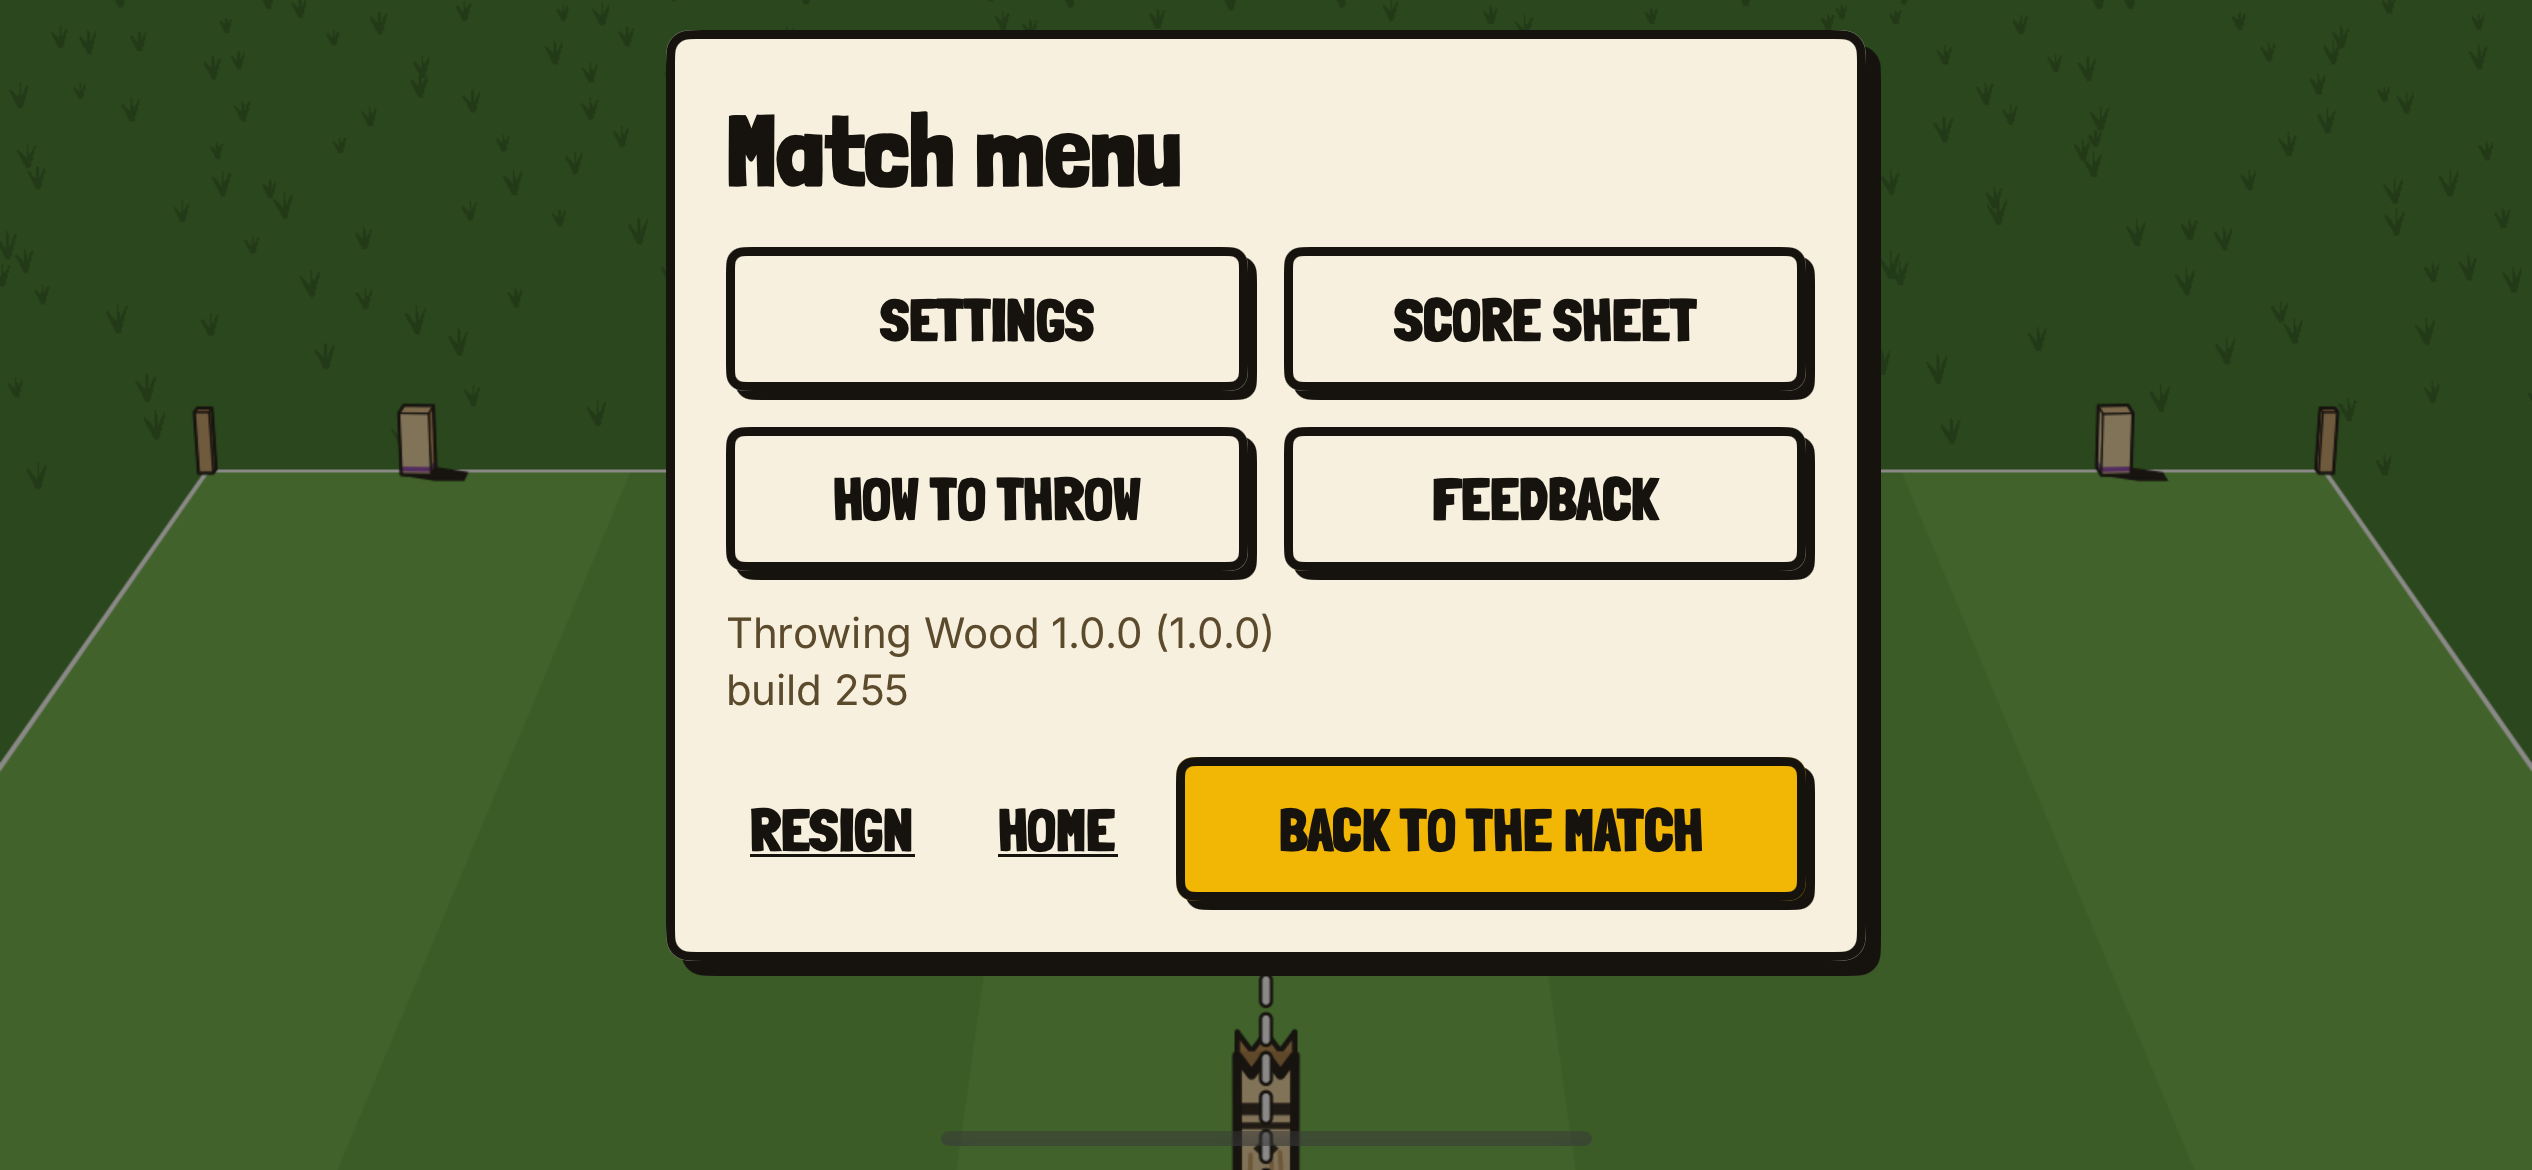 Match menu
SETTINGS
SCORE SHEET
HOW TO THROW
FEEDBACK
Throwing Wood 1.0.0 (1.0.0)
build 255
RESIGN
HOME
BACK TO THE MATCH